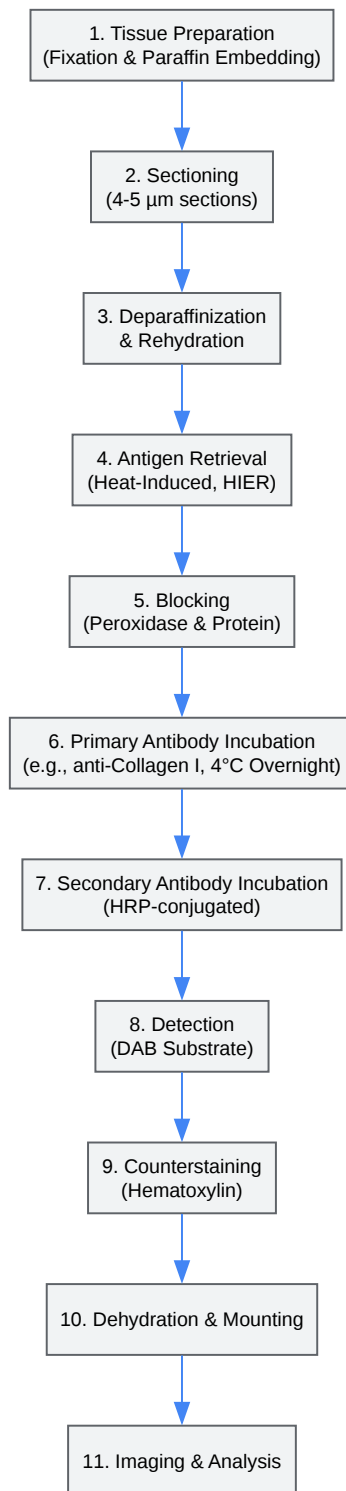 1. Tissue Preparation
(Fixation & Paraffin Embedding)
2. Sectioning
(4-5 µm sections)
3. Deparaffinization
& Rehydration
4. Antigen Retrieval
(Heat-Induced, HIER)
5. Blocking
(Peroxidase & Protein)
6. Primary Antibody Incubation
(e.g., anti-Collagen I, 4°C Overnight)
7. Secondary Antibody Incubation
(HRP-conjugated)
8. Detection
(DAB Substrate)
9. Counterstaining
(Hematoxylin)
10. Dehydration & Mounting
11. Imaging & Analysis